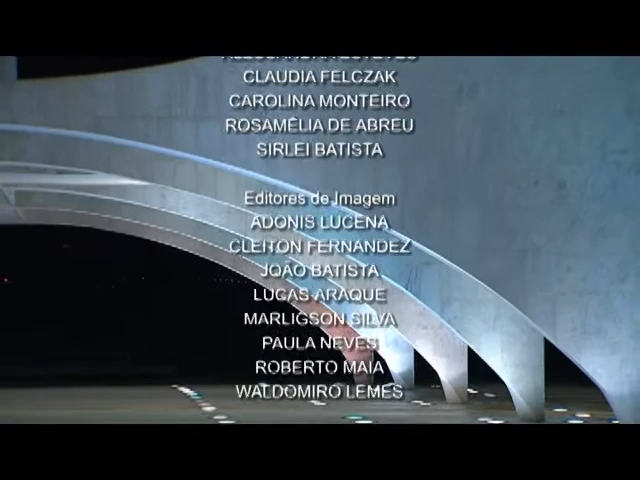 CLAUDIA FELCZAK
CAROLINA MONTEIRO
ROSAMÉLIA DE ABREU
SIRLEI BATISTA
Editores de Imagem
ADONIS LUCENA
CLEITON FERNANDEZ
JOÃO BATISTA
LUCAS ARAQUE
MARLIGSON SILVA
PAULA NEVES
ROBERTO MAIA
WALDOMIRO LEMES